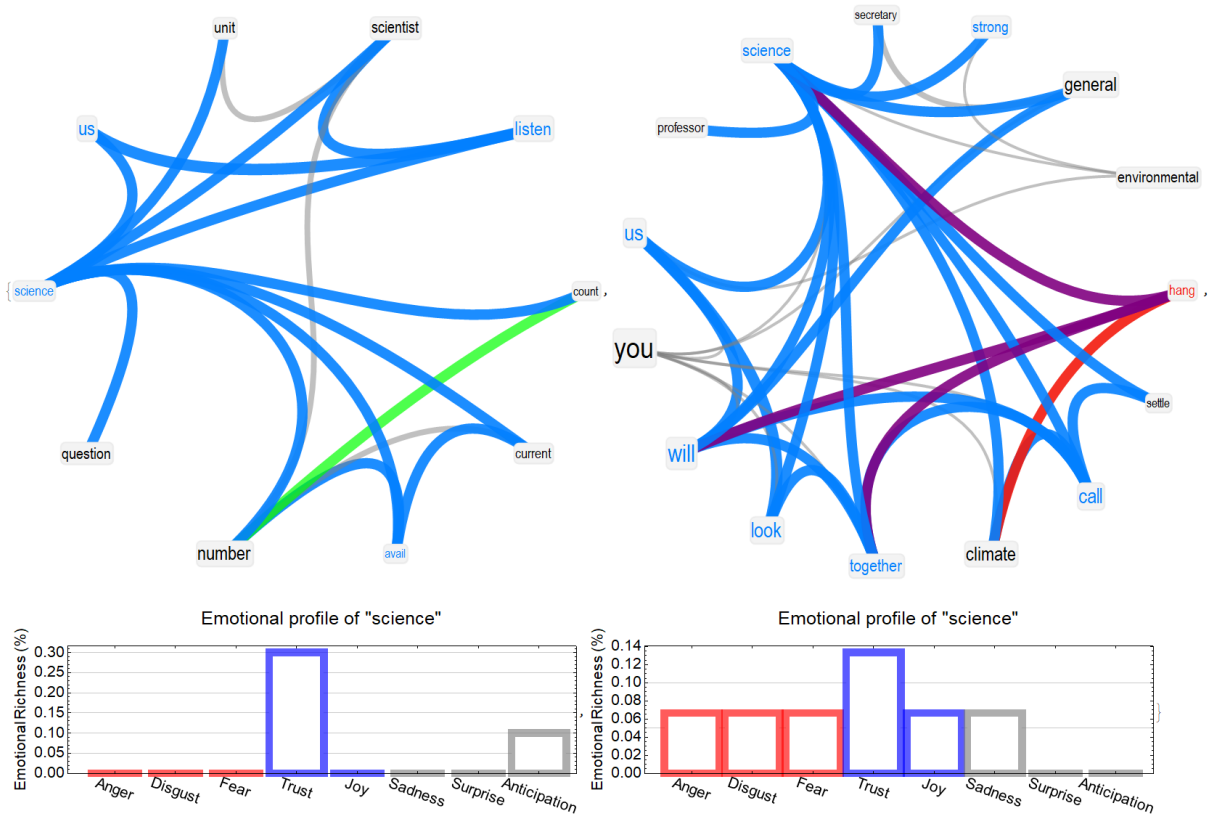 unit
scientist
us
listen
{
science
count
,
question
current
number
avail
secretary
strong
science
general
professor
environmental
us
hang
,
you
settle
will
call
look
climate
together
Emotional profile of "science"
Emotional Richness (%)
0.30
0.25
0.20
0.15
0.10
0.05
0.00
Anger
Disgust
Fear
Trust
Joy
Sadness
Surprise
Anticipation
,
Emotional profile of "science"
Emotional Richness (%)
0.14
0.12
0.10
0.08
0.06
0.04
0.02
0.00
Anger
Disgust
Fear
Trust
Joy
Sadness
Surprise
Anticipation
}